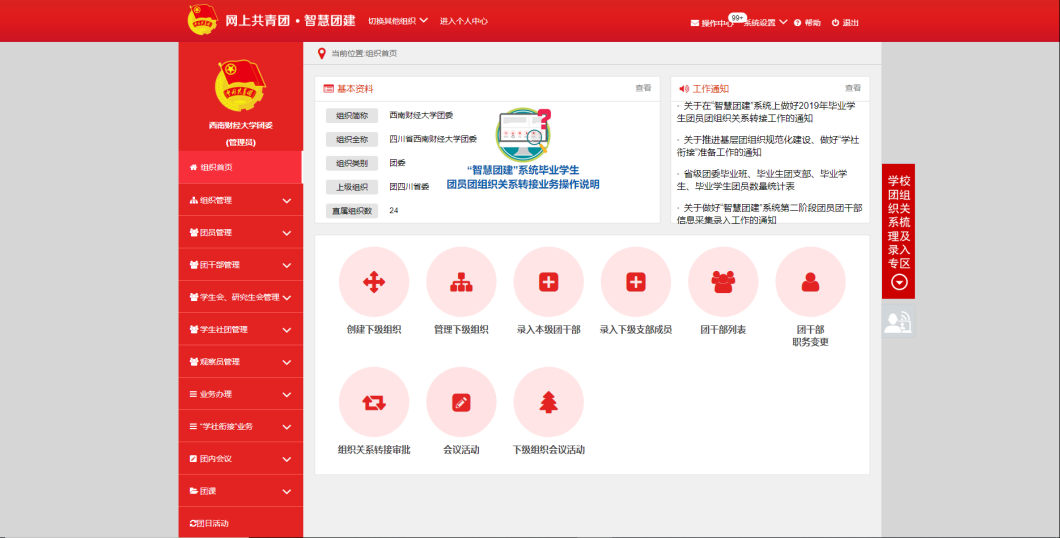 网上共青团·智慧团建 切换其他组织 进入个人中心
操作中心 99+ 系统设置 帮助 退出
西南财经大学团委
(管理员)
组织首页
组织管理
团员管理
团干部管理
学生会、研究生会管理
学生社团管理
观察员管理
业务办理
"学社衔接"业务
团内会议
团课
团日活动
当前位置:组织首页
基本资料 查看
组织简称 西南财经大学团委
组织全称 四川省西南财经大学团委
组织类别 团委
上级组织 团四川省委
直属组织数 24
"智慧团建"系统毕业学生
团员团组织关系转接业务操作说明
工作通知 查看
· 关于在"智慧团建"系统上做好2019年毕业学
生团员团组织关系转接工作的通知
· 关于推进基层团组织规范化建设、做好"学社
衔接"准备工作的通知
· 省级团委毕业班、毕业生团支部、毕业学
生、毕业学生团员数量统计表
· 关于做好"智慧团建"系统第二阶段团员团干部
信息采集录入工作的通知
创建下级组织 管理下级组织 录入本级团干部 录入下级支部成员 团干部列表 团干部
职务变更
组织关系转接审批 会议活动 下级组织会议活动
学校
团组
织关
系梳
理及
录入
专区